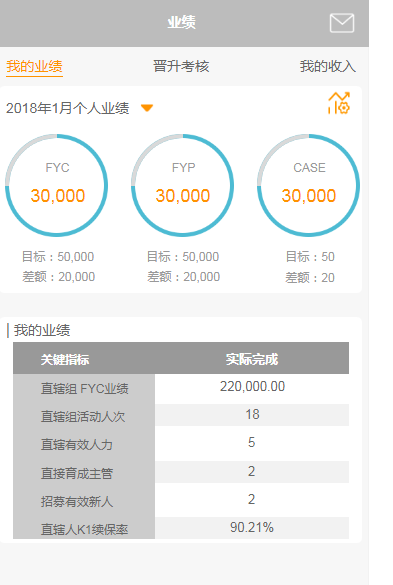 业绩
我的业绩 晋升考核 我的收入
2018年1月个人业绩
FYC FYP CASE
30,000 30,000 30,000
目标：50,000 目标：50,000 目标：50
差额：20,000 差额：20,000 差额：20
我的业绩
关键指标 实际完成
直辖组 FYC业绩 220,000.00
直辖组活动人次 18
直辖有效人力 5
直接育成主管 2
招募有效新人 2
直辖人K1续保率 90.21%